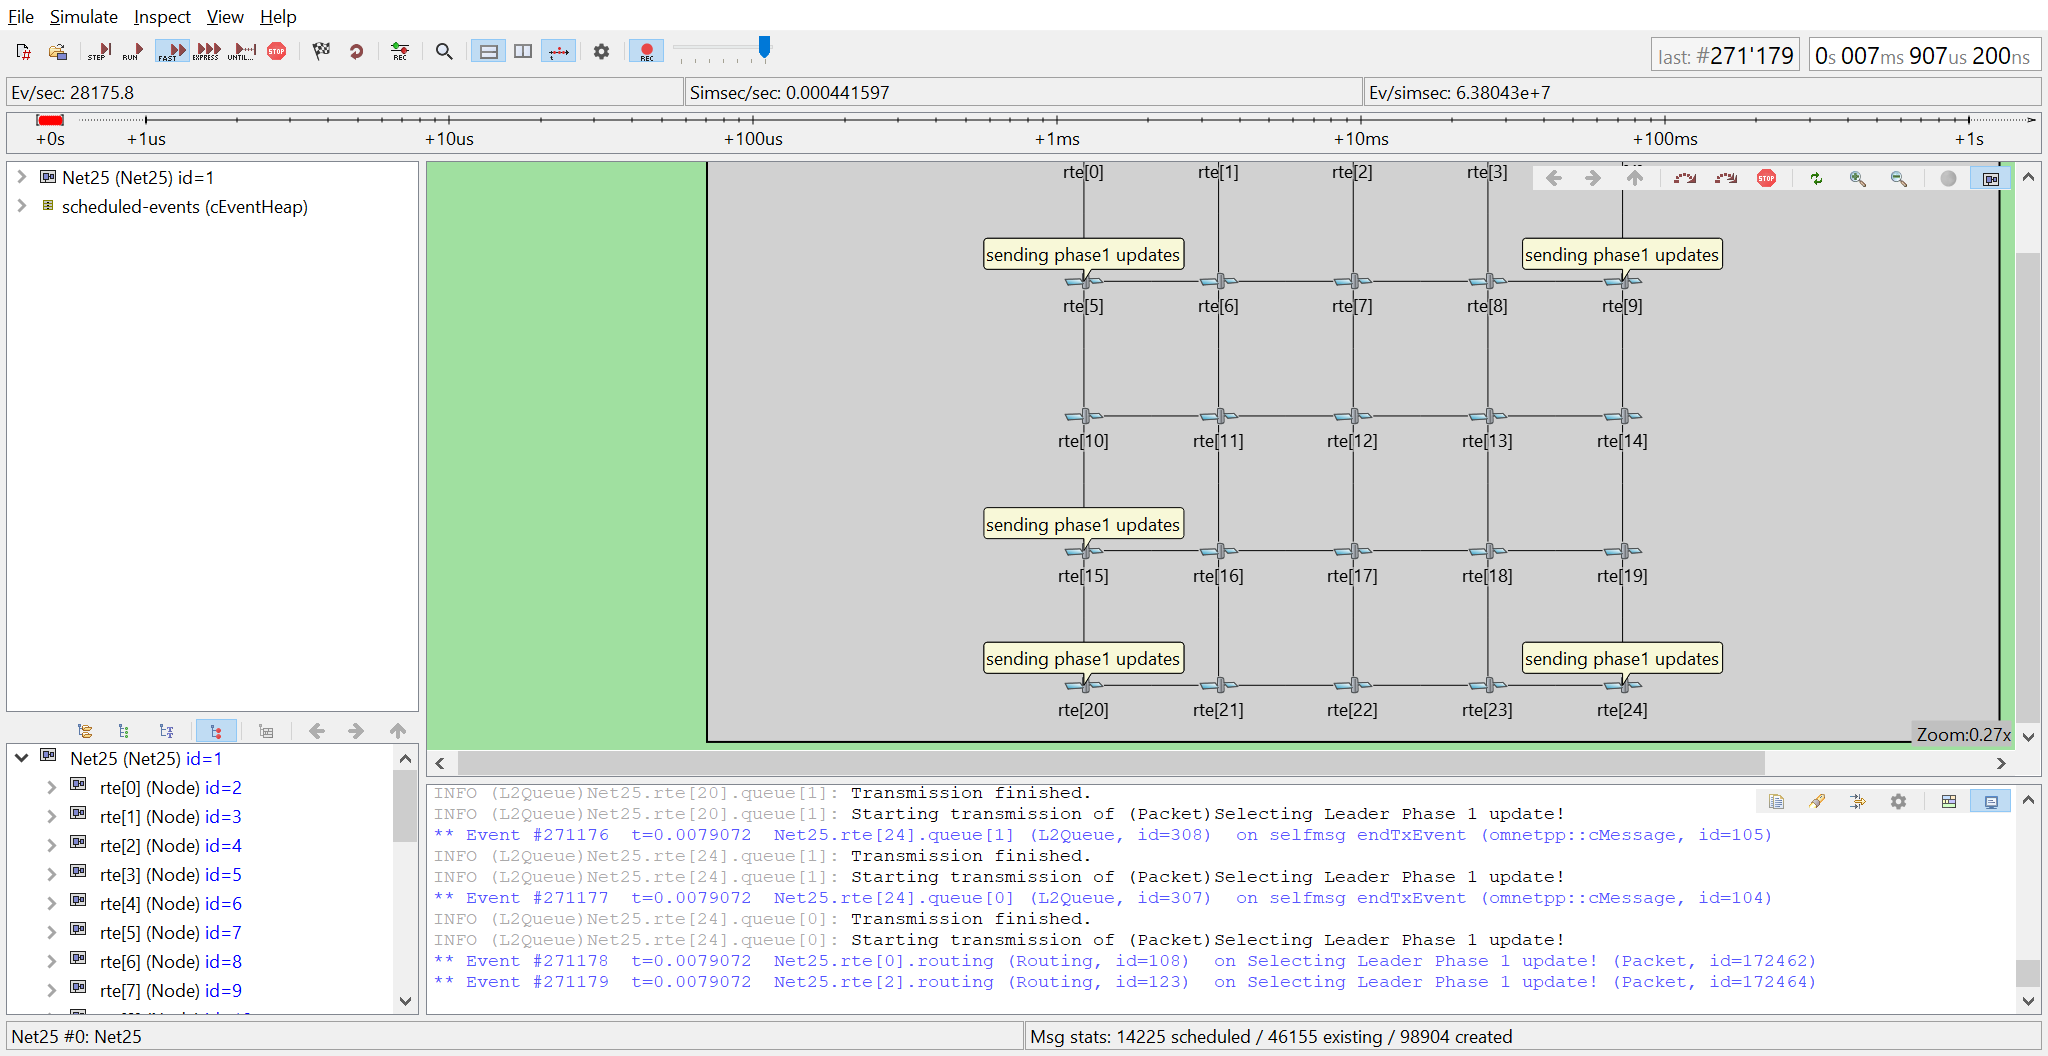 File Simulate Inspect View Help
STEP RUN FAST EXPRESS UNTIL... STOP REC REC
last: #271'179 0s 007ms 907us 200ns
Ev/sec: 28175.8 Simsec/sec: 0.000441597 Ev/simsec: 6.38043e+7
+0s +1us +10us +100us +1ms +10ms +100ms +1s
Net25 (Net25) id=1
scheduled-events (cEventHeap)
rte[0] rte[1] rte[2] rte[3]
STOP
sending phase1 updates sending phase1 updates
rte[5] rte[6] rte[7] rte[8] rte[9]
rte[10] rte[11] rte[12] rte[13] rte[14]
sending phase1 updates
rte[15] rte[16] rte[17] rte[18] rte[19]
sending phase1 updates sending phase1 updates
rte[20] rte[21] rte[22] rte[23] rte[24]
Zoom:0.27x
Net25 (Net25) id=1
rte[0] (Node) id=2
rte[1] (Node) id=3
rte[2] (Node) id=4
rte[3] (Node) id=5
rte[4] (Node) id=6
rte[5] (Node) id=7
rte[6] (Node) id=8
rte[7] (Node) id=9
INFO (L2Queue)Net25.rte[20].queue[1]: Transmission finished.
INFO (L2Queue)Net25.rte[20].queue[1]: Starting transmission of (Packet)Selecting Leader Phase 1 update!
** Event #271176 t=0.0079072 Net25.rte[24].queue[1] (L2Queue, id=308) on selfmsg endTxEvent (omnetpp::cMessage, id=105)
INFO (L2Queue)Net25.rte[24].queue[1]: Transmission finished.
INFO (L2Queue)Net25.rte[24].queue[1]: Starting transmission of (Packet)Selecting Leader Phase 1 update!
** Event #271177 t=0.0079072 Net25.rte[24].queue[0] (L2Queue, id=307) on selfmsg endTxEvent (omnetpp::cMessage, id=104)
INFO (L2Queue)Net25.rte[24].queue[0]: Transmission finished.
INFO (L2Queue)Net25.rte[24].queue[0]: Starting transmission of (Packet)Selecting Leader Phase 1 update!
** Event #271178 t=0.0079072 Net25.rte[0].routing (Routing, id=108) on Selecting Leader Phase 1 update! (Packet, id=172462)
** Event #271179 t=0.0079072 Net25.rte[2].routing (Routing, id=123) on Selecting Leader Phase 1 update! (Packet, id=172464)
Net25 #0: Net25 Msg stats: 14225 scheduled / 46155 existing / 98904 created